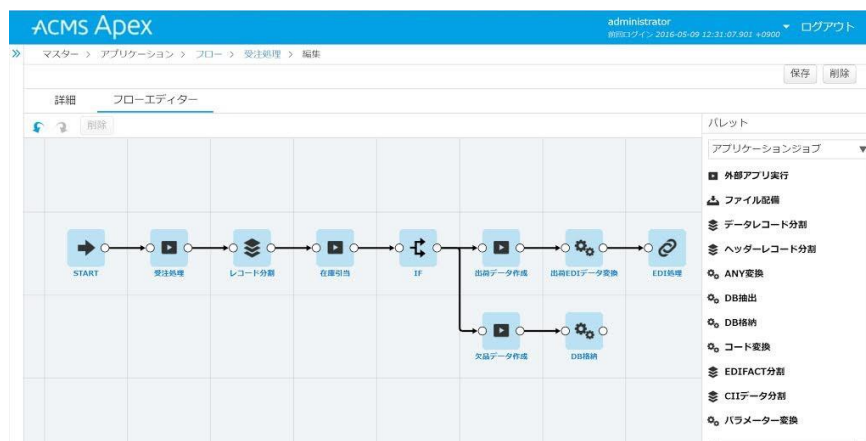 ACMS Apex
administrator
前回ログイン 2016-05-09 12:31:07.901 +0900
ログアウト
マスター > アプリケーション > フロー > 受注処理 > 編集
保存 削除
詳細 フローエディター
削除
パレット
アプリケーションジョブ
外部アプリ実行
ファイル配備
データレコード分割
ヘッダーレコード分割
ANY変換
DB抽出
DB格納
コード変換
EDIFACT分割
CIIデータ分割
パラメーター変換
START
受注処理
レコード分割
在庫引当
IF
出荷データ作成
出荷EDIデータ変換
EDI処理
欠品データ作成
DB格納